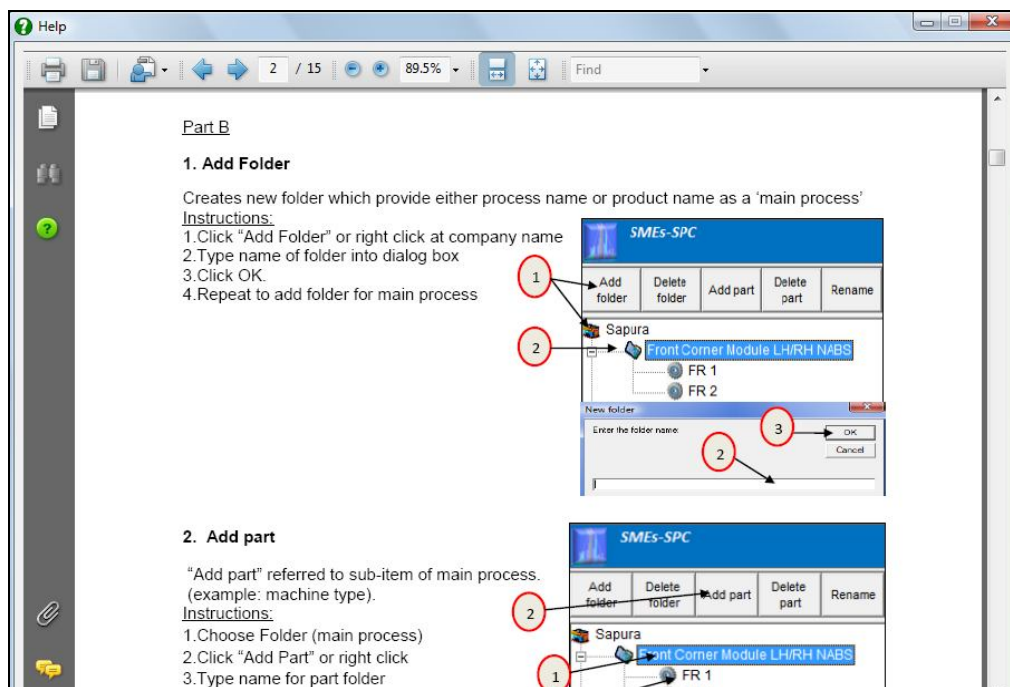 Help
2 / 15
89.5%
Find
Part B
1. Add Folder
Creates new folder which provide either process name or product name as a ‘main process’
Instructions:
1.Click “Add Folder” or right click at company name
2.Type name of folder into dialog box
3.Click OK.
4.Repeat to add folder for main process
SMEs-SPC
Add folder
Delete folder
Add part
Delete part
Rename
1
Sapura
2
Front Corner Module LH/RH NABS
FR 1
FR 2
New folder
Enter the folder name:
3
OK
Cancel
2
2. Add part
“Add part” referred to sub-item of main process.
(example: machine type).
Instructions:
1.Choose Folder (main process)
2.Click “Add Part” or right click
3.Type name for part folder
SMEs-SPC
Add folder
Delete folder
Add part
Delete part
Rename
2
Sapura
Front Corner Module LH/RH NABS
1
FR 1